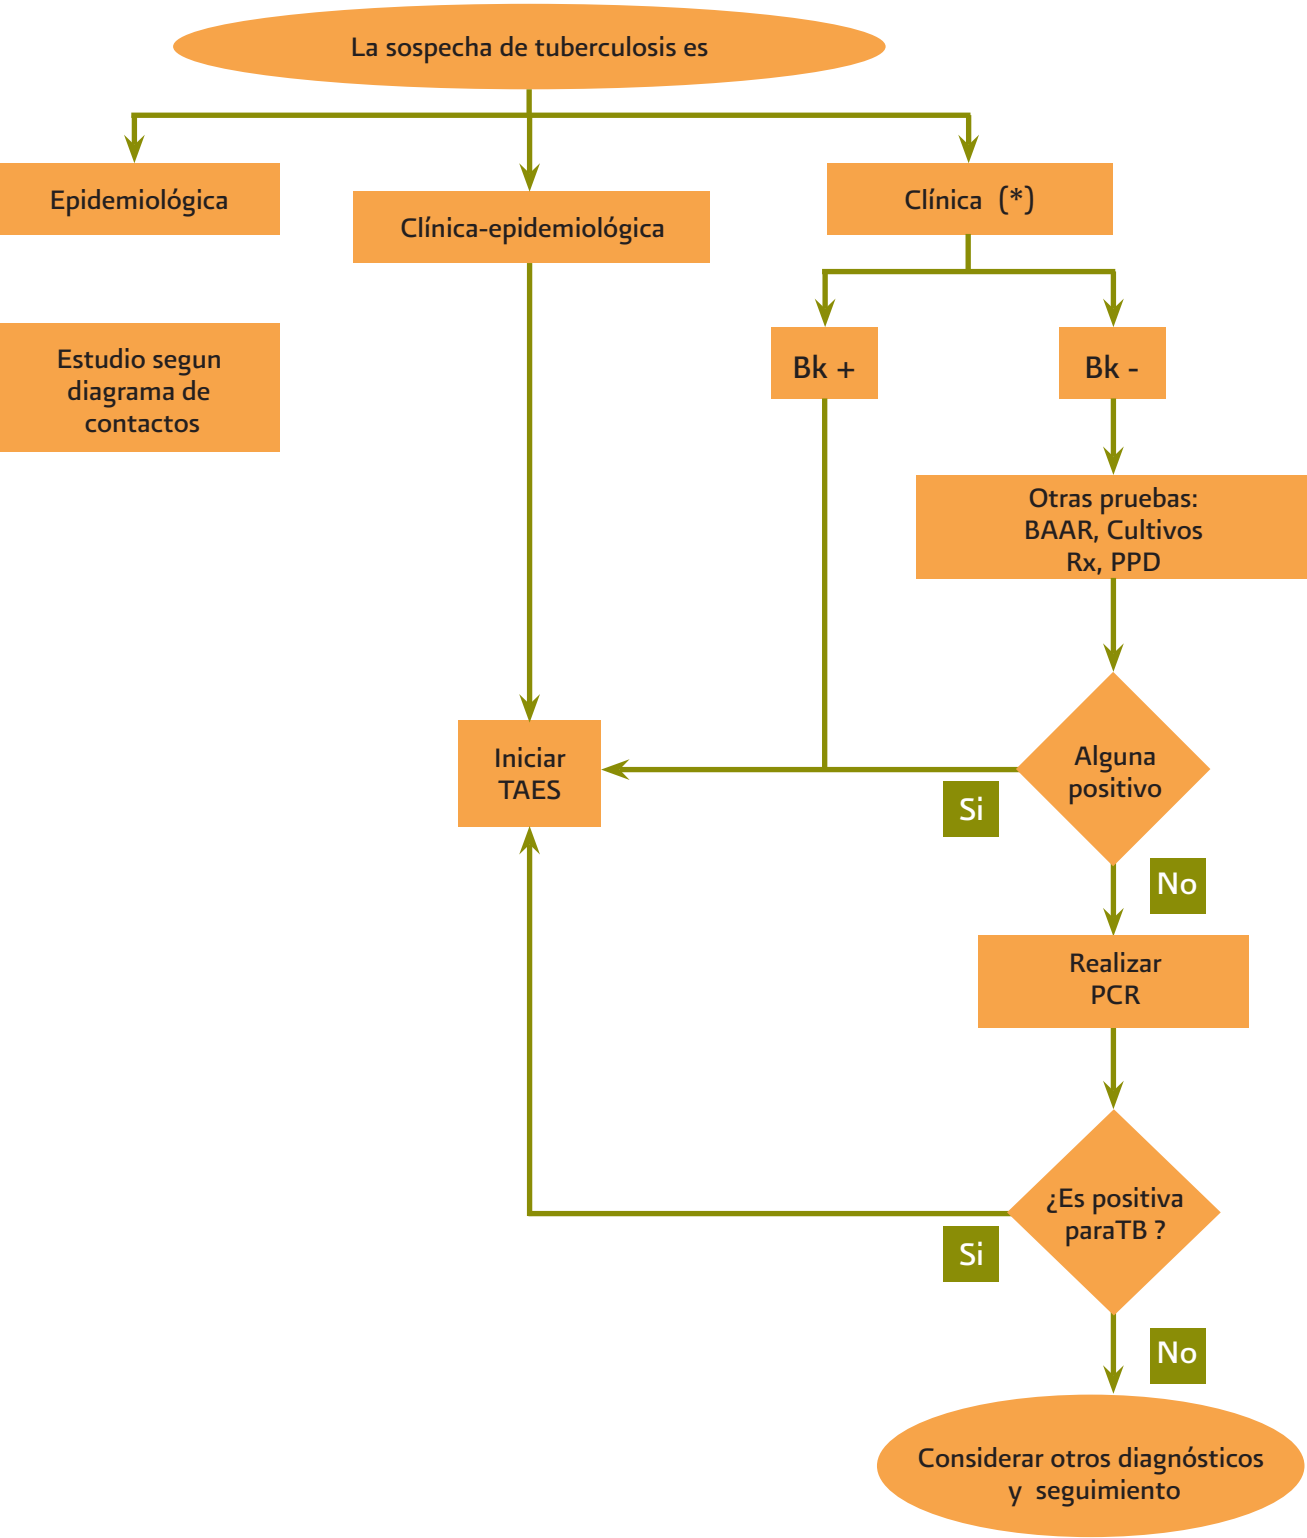 La sospecha de tuberculosis es
Epidemiológica
Clínica-epidemiológica
Clínica (*)
Estudio segun
diagrama de
contactos
Bk +
Bk -
Otras pruebas:
BAAR, Cultivos
Rx, PPD
Iniciar
TAES
Alguna
positivo
Si
No
Realizar
PCR
¿Es positiva
paraTB ?
Si
No
Considerar otros diagnósticos
y seguimiento